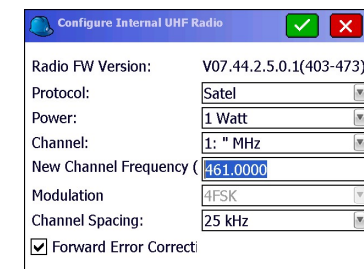 Configure Internal UHF Radio
Radio FW Version: V07.44.2.5.0.1(403-473)
Protocol: Satel
Power: 1 Watt
Channel: 1: " MHz
New Channel Frequency ( 461.0000
Modulation 4FSK
Channel Spacing: 25 kHz
Forward Error Correcti